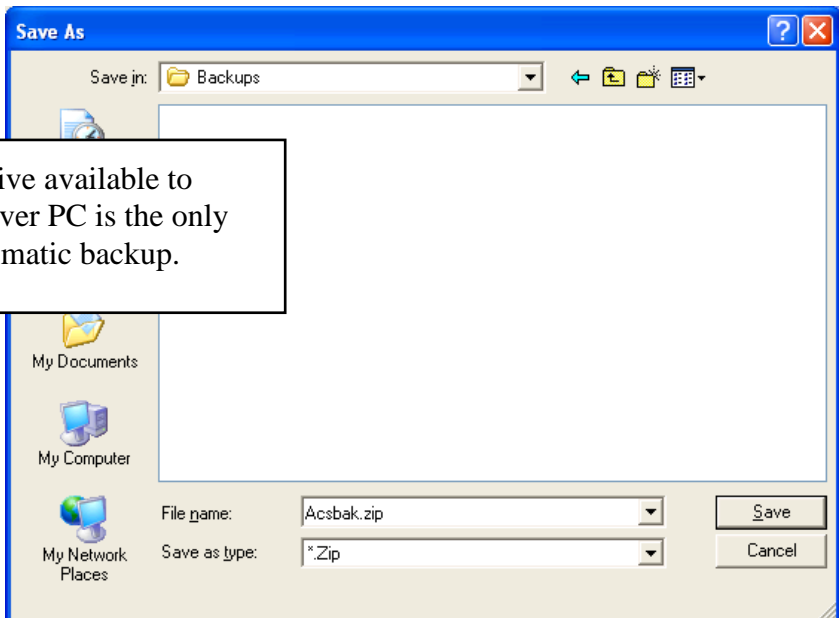 Save As
Save in: Backups
ive available to
ver PC is the only
matic backup.
My Documents
My Computer
My Network
Places
File name: Acsbak.zip Save
Save as type: *.Zip Cancel